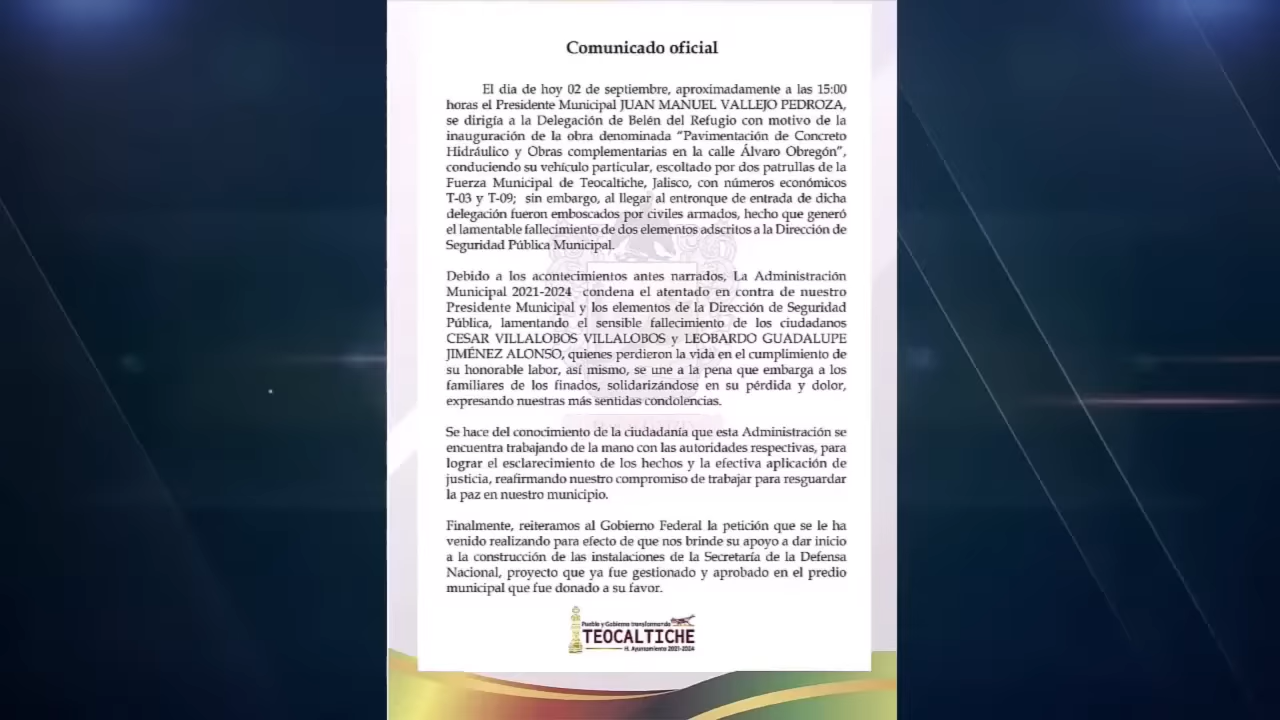 Comunicado oficial
El dia de hoy 02 de septiembre, aproximadamente a las 15:00
horas el Presidente Municipal JUAN MANUEL VALLEJO PEDROZA,
se dirigía a la Delegación de Belén del Refugio con motivo de la
inauguración de la obra denominada “Pavimentación de Concreto
Hidráulico y Obras complementarias en la calle Álvaro Obregón”,
conduciendo su vehículo particular, escoltado por dos patrullas de la
Fuerza Municipal de Teocaltiche, Jalisco, con números económicos
T-03 y T-09; sin embargo, al llegar al entronque de entrada de dicha
delegación fueron emboscados por civiles armados, hecho que generó
el lamentable fallecimiento de dos elementos adscritos a la Dirección de
Seguridad Pública Municipal.
Debido a los acontecimientos antes narrados, La Administración
Municipal 2021-2024 condena el atentado en contra de nuestro
Presidente Municipal y los elementos de la Dirección de Seguridad
Pública, lamentando el sensible fallecimiento de los ciudadanos
CESAR VILLALOBOS VILLALOBOS y LEOBARDO GUADALUPE
JIMÉNEZ ALONSO, quienes perdieron la vida en el cumplimiento de
su honorable labor, así mismo, se une a la pena que embarga a los
familiares de los finados, solidarizándose en su pérdida y dolor,
expresando nuestras más sentidas condolencias.
Se hace del conocimiento de la ciudadanía que esta Administración se
encuentra trabajando de la mano con las autoridades respectivas, para
lograr el esclarecimiento de los hechos y la efectiva aplicación de
justicia, reafirmando nuestro compromiso de trabajar para resguardar
la paz en nuestro municipio.
Finalmente, reiteramos al Gobierno Federal la petición que se le ha
venido realizando para efecto de que nos brinde su apoyo a dar inicio
a la construcción de las instalaciones de la Secretaría de la Defensa
Nacional, proyecto que ya fue gestionado y aprobado en el predio
municipal que fue donado a su favor.
Pueblo y Gobierno transformando
TEOCALTICHE
H. Ayuntamiento 2021-2024